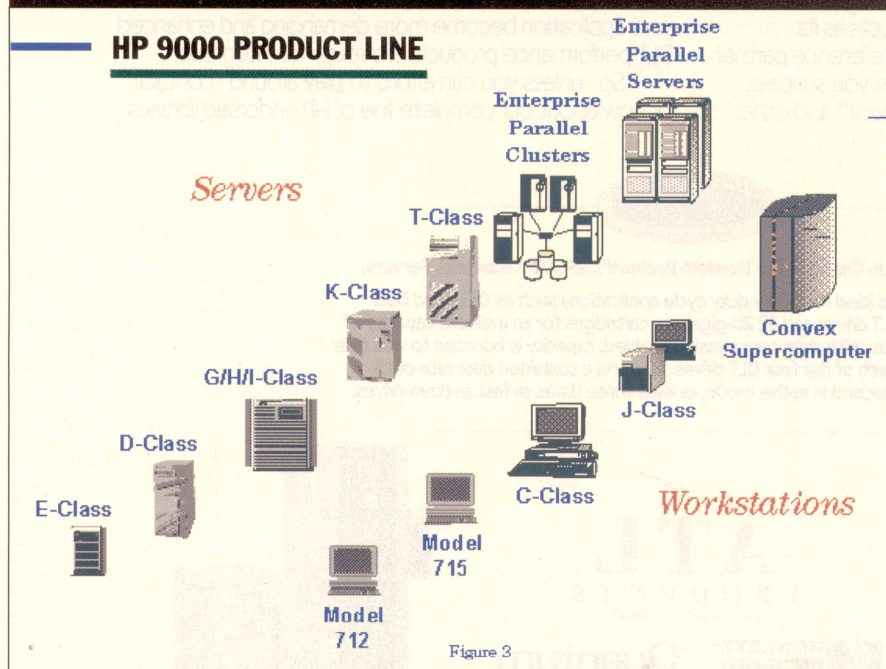 HP 9000 PRODUCT LINE
Enterprise
Parallel
Servers
Enterprise
Parallel
Clusters
Servers
T-Class
K-Class
Convex
Supercomputer
G/H/I-Class
J-Class
D-Class
C-Class
E-Class
Workstations
Model
715
Model
712
Figure 3